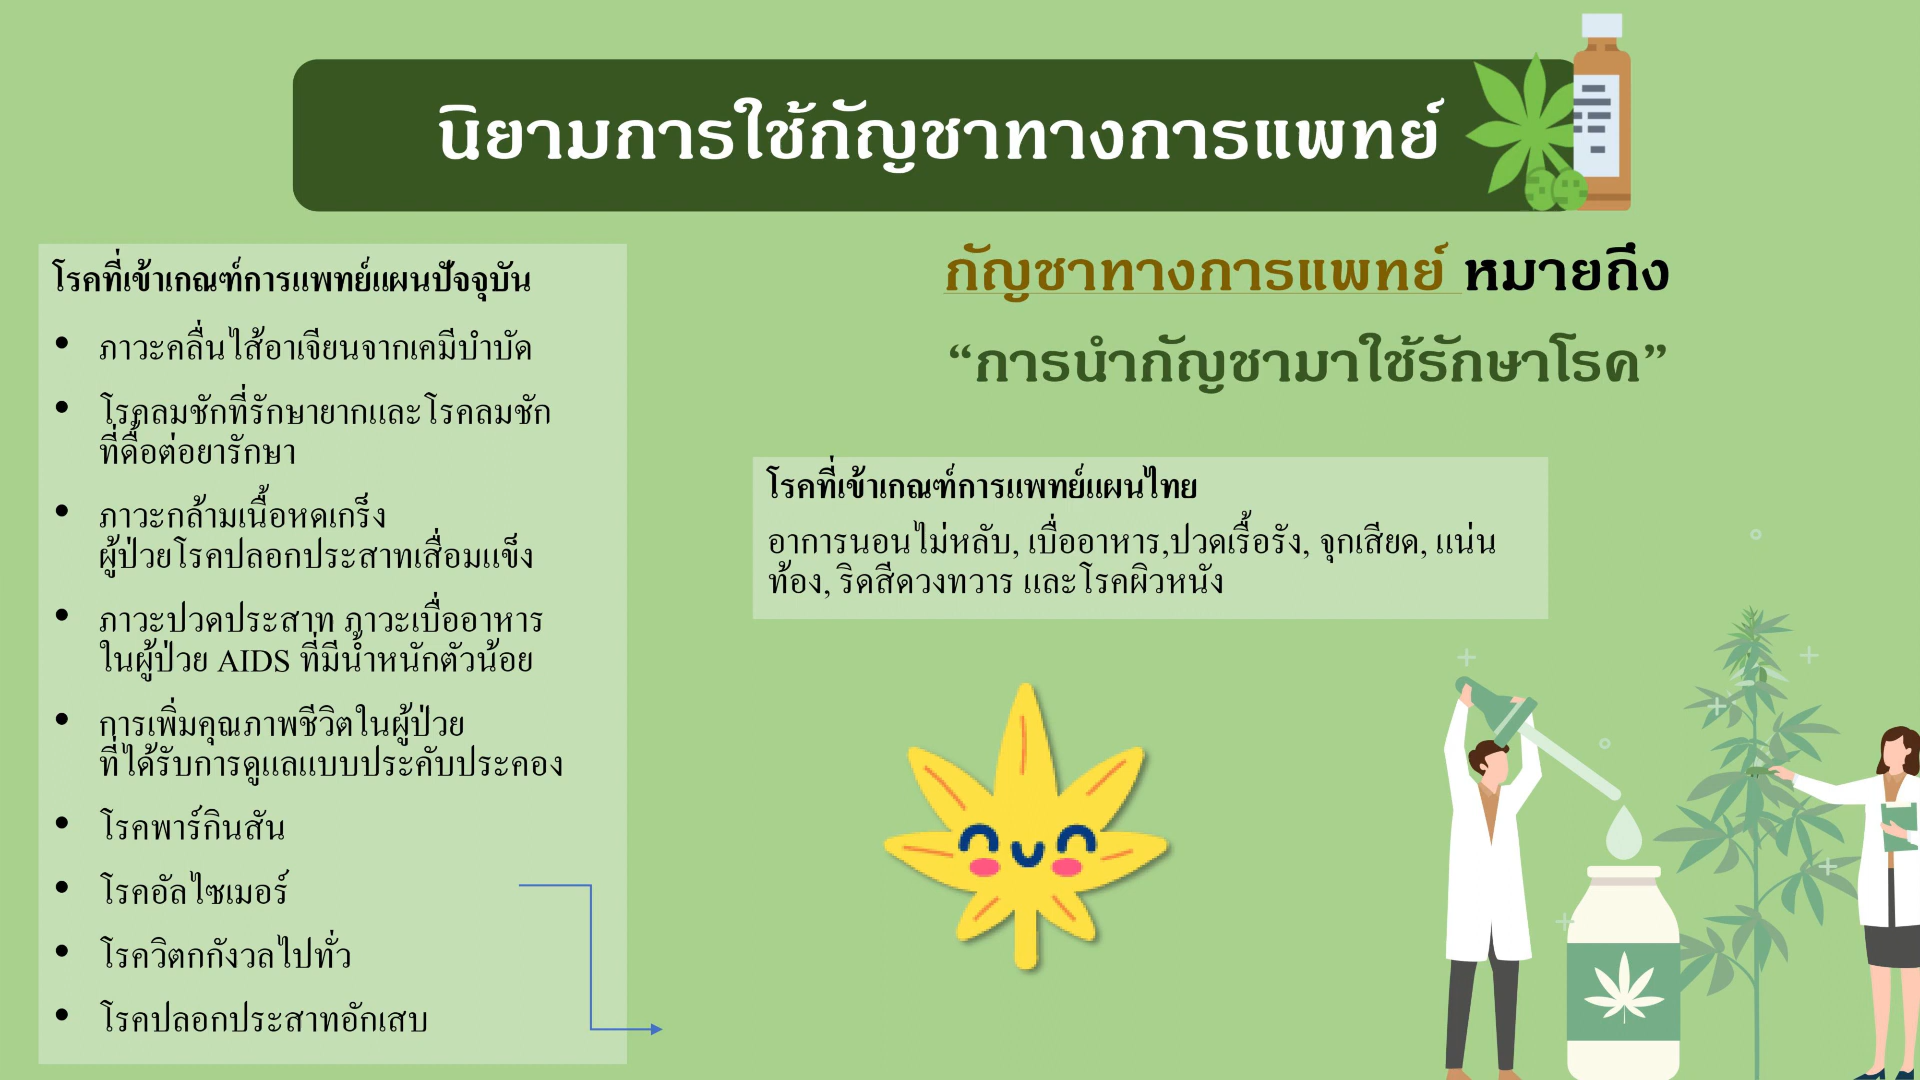 นิยามการใช้กัญชาทางการแพทย์
โรคที่เข้าเกณฑ์การแพทย์แผนปัจจุบัน
• ภาวะคลื่นไส้อาเจียนจากเคมีบำบัด
• โรคลมชักที่รักษายากและโรคลมชัก
ที่ดื้อต่อยารักษา
• ภาวะกล้ามเนื้อหดเกร็ง
ผู้ป่วยโรคปลอกประสาทเสื่อมแข็ง
• ภาวะปวดประสาท ภาวะเบื่ออาหาร
ในผู้ป่วย AIDS ที่มีน้ำหนักตัวน้อย
• การเพิ่มคุณภาพชีวิตในผู้ป่วย
ที่ได้รับการดูแลแบบประคับประคอง
• โรคพาร์กินสัน
• โรคอัลไซเมอร์
• โรควิตกกังวลไปทั่ว
• โรคปลอกประสาทอักเสบ
กัญชาทางการแพทย์ หมายถึง
“การนำกัญชามาใช้รักษาโรค”
โรคที่เข้าเกณฑ์การแพทย์แผนไทย
อาการนอนไม่หลับ, เบื่ออาหาร,ปวดเรื้อรัง, จุกเสียด, แน่น
ท้อง, ริดสีดวงทวาร และโรคผิวหนัง